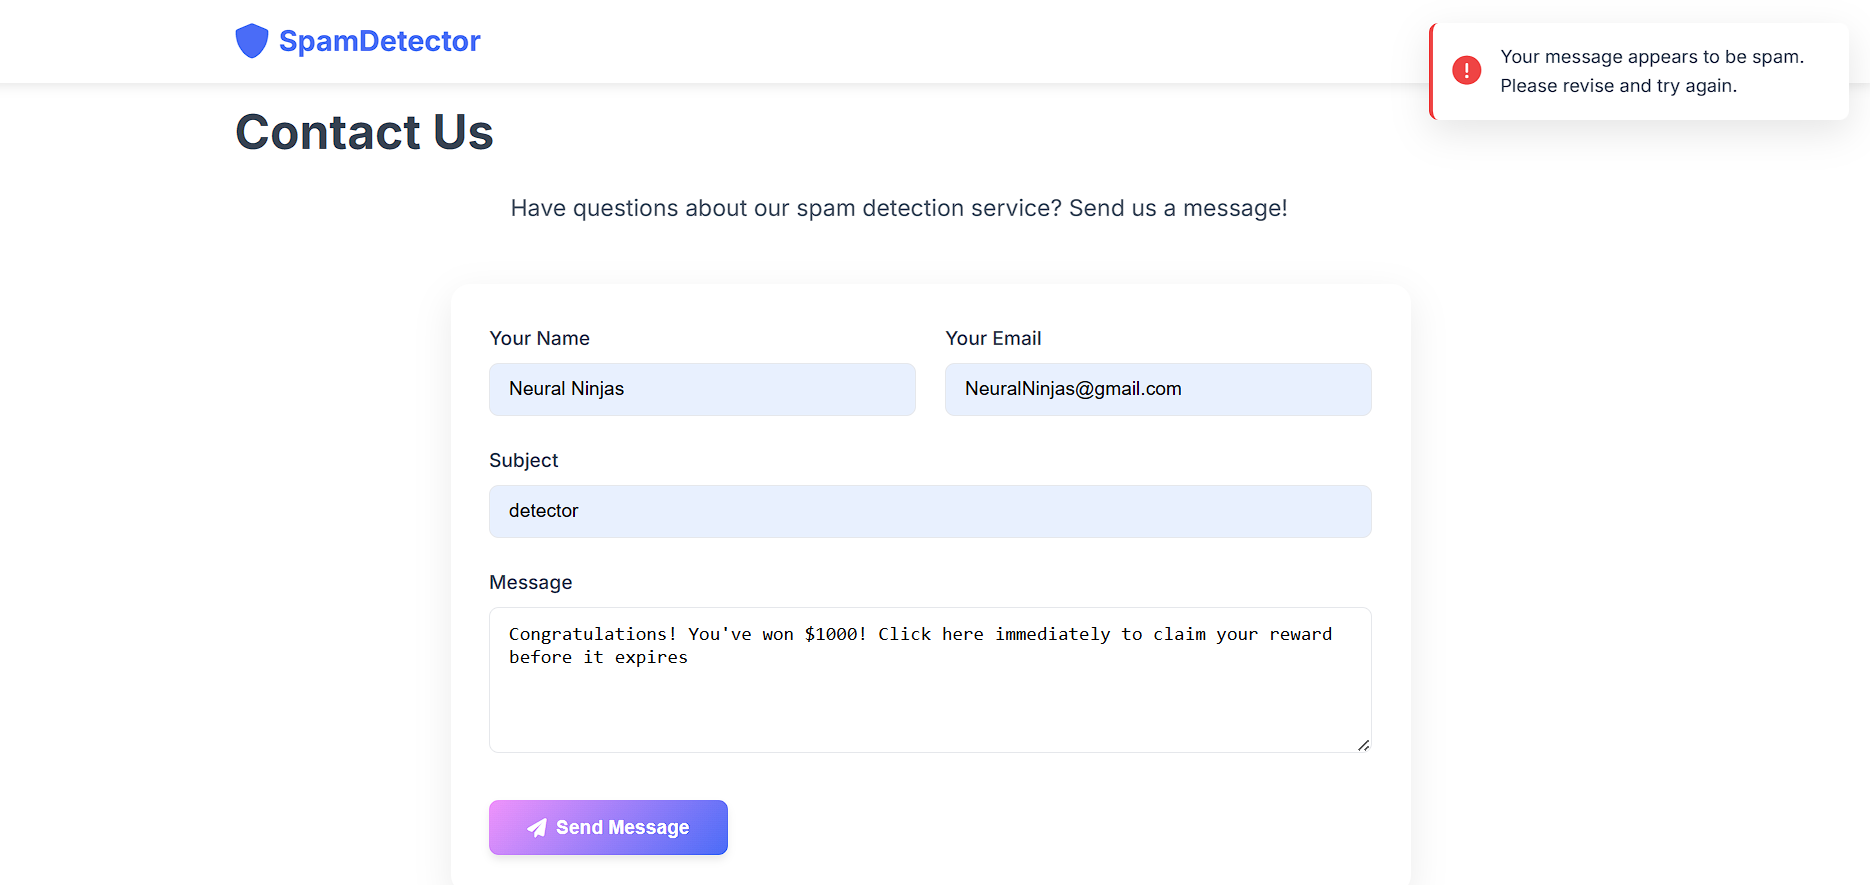 SpamDetector
Your message appears to be spam.
Please revise and try again.
Contact Us
Have questions about our spam detection service? Send us a message!
Your Name
Your Email
Neural Ninjas
NeuralNinjas@gmail.com
Subject
detector
Message
Congratulations! You've won $1000! Click here immediately to claim your reward
before it expires
Send Message